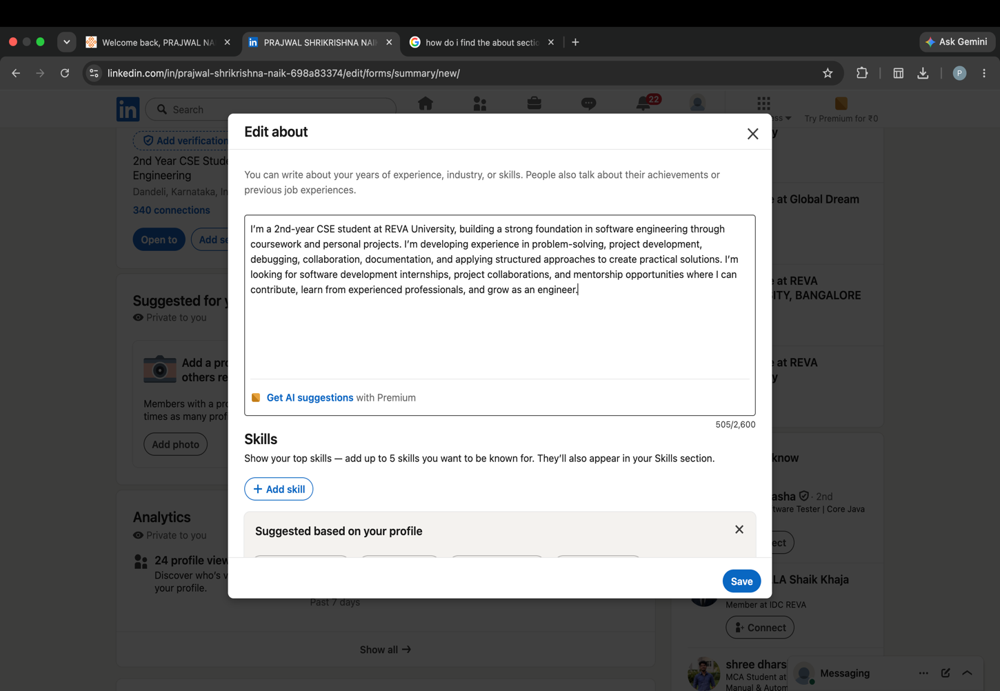 Welcome back, PRAJWAL NA
PRAJWAL SHRIKRISHNA NAI
how do i find the about secti
Ask Gemini
linkedin.com/in/prajwal-shrikrishna-naik-698a83374/edit/forms/summary/new/
P
in
Search
22
ess
Try Premium for ₹0
Add verification
2nd Year CSE Stude
Engineering
Dandeli, Karnataka, In
340 connections
Open to
Add se
Suggested for y
Private to you
Add a pro
others re
Members with a pro
times as many prof
Add photo
Analytics
Private to you
24 profile view
Discover who's v
your profile.
Past 7 days
Show all →
Edit about
You can write about your years of experience, industry, or skills. People also talk about their achievements or
previous job experiences.
I'm a 2nd-year CSE student at REVA University, building a strong foundation in software engineering through
coursework and personal projects. I'm developing experience in problem-solving, project development,
debugging, collaboration, documentation, and applying structured approaches to create practical solutions. I'm
looking for software development internships, project collaborations, and mentorship opportunities where I can
contribute, learn from experienced professionals, and grow as an engineer.
Get AI suggestions with Premium
505/2,600
Skills
Show your top skills — add up to 5 skills you want to be known for. They'll also appear in your Skills section.
+ Add skill
Suggested based on your profile
Save
y
e at Global Dream
e at REVA
ITY, BANGALORE
e at REVA
y
know
asha · 2nd
tware Tester | Core Java
ect
LA Shaik Khaja
Member at IDC REVA
Connect
shree dhars
MCA Student at
Manual & Autom
Messaging